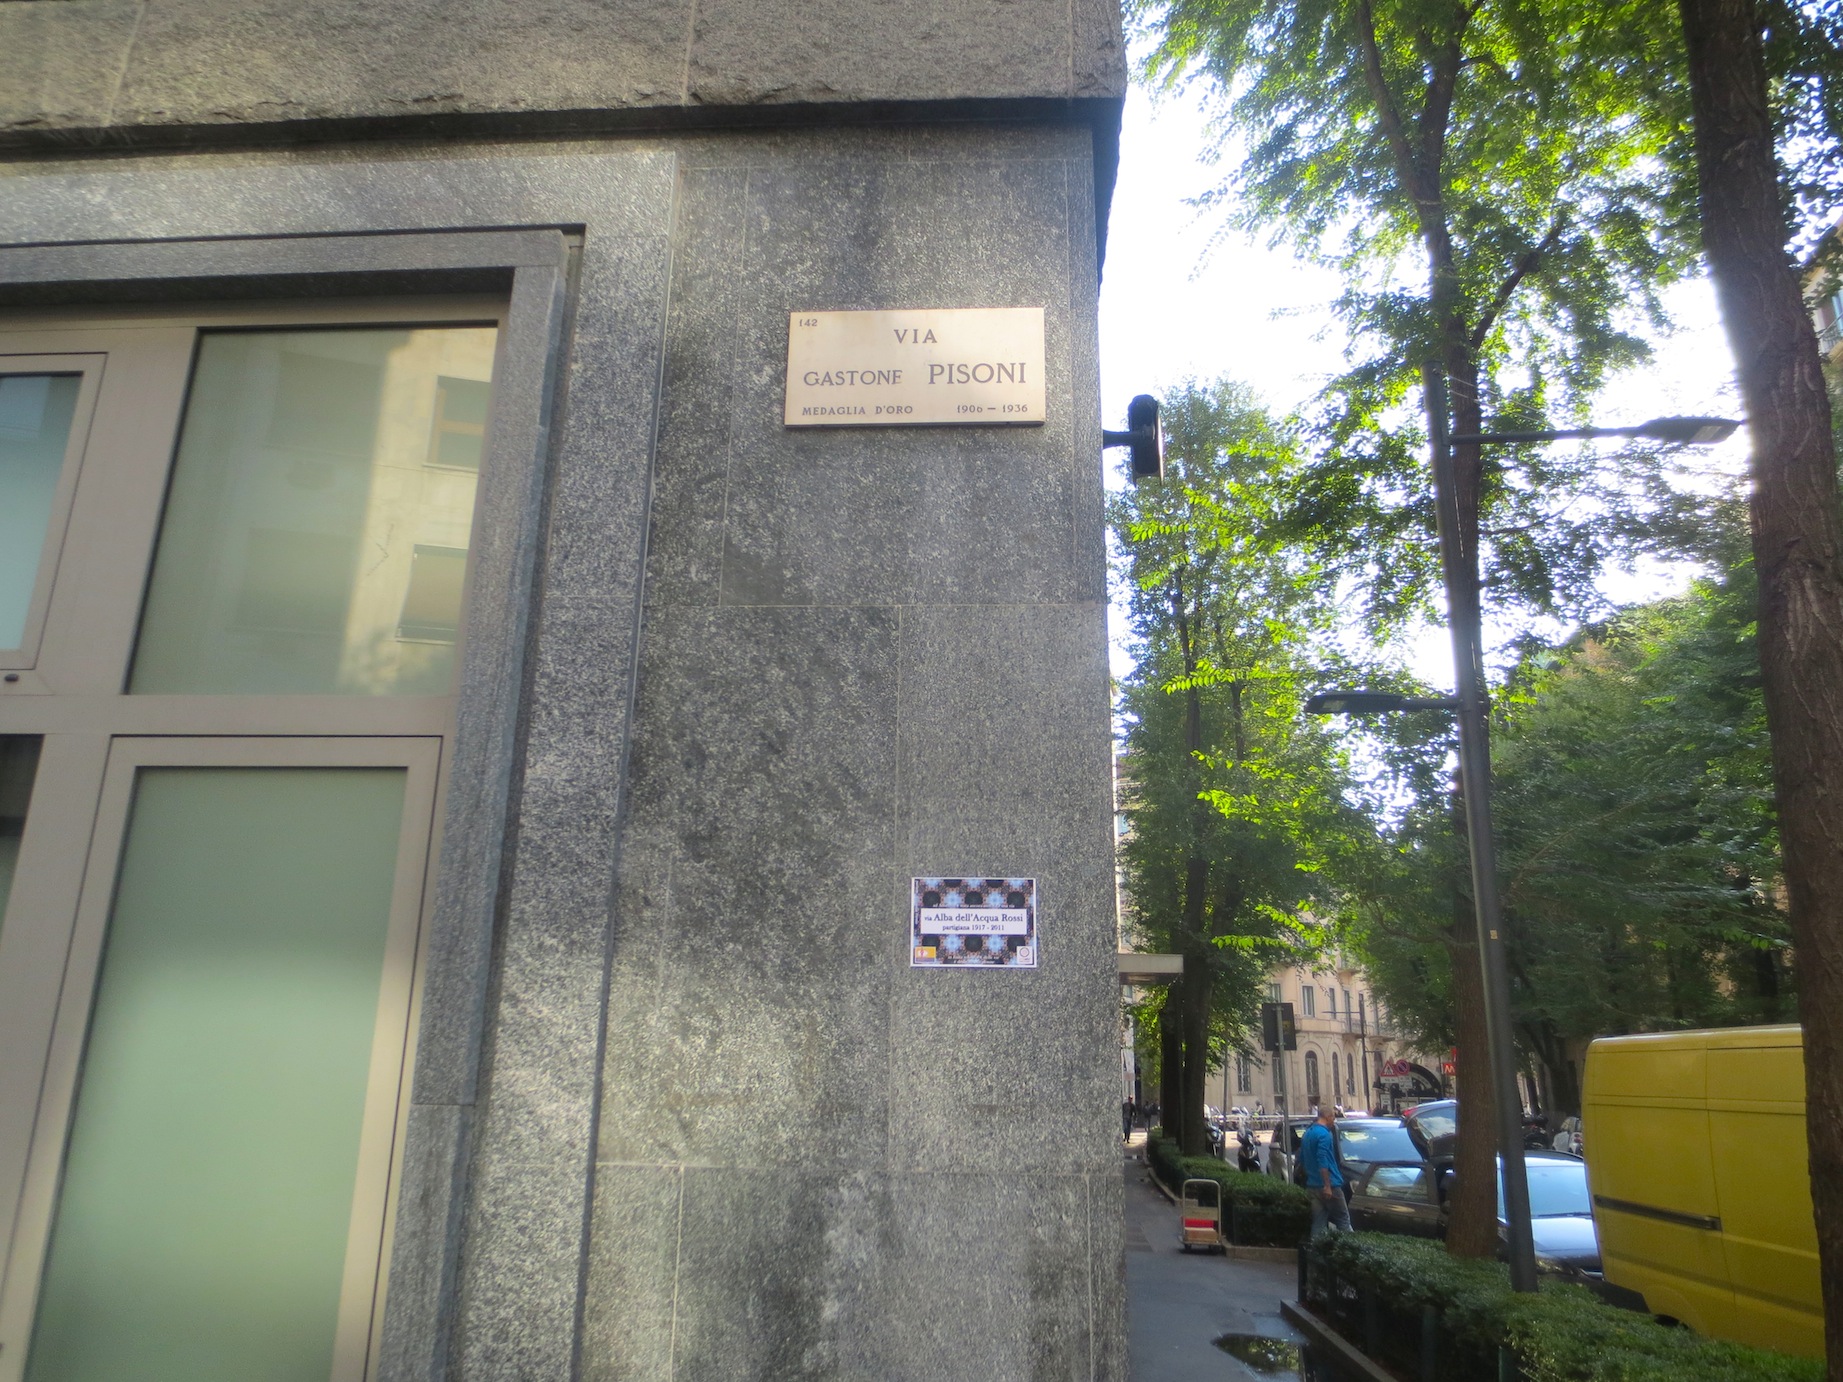 142
VIA
GASTONE PISONI
MEDAGLIA D'ORO 1906 — 1936
via Alba dell'Acqua Rossi
partigiana 1917 - 2011
M